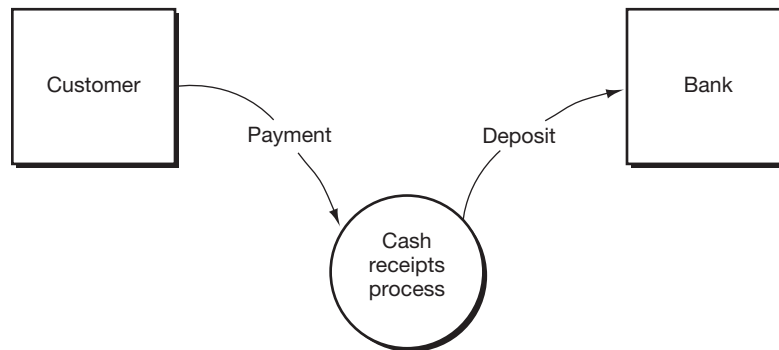 Customer
Bank
Payment
Deposit
Cash
receipts
process